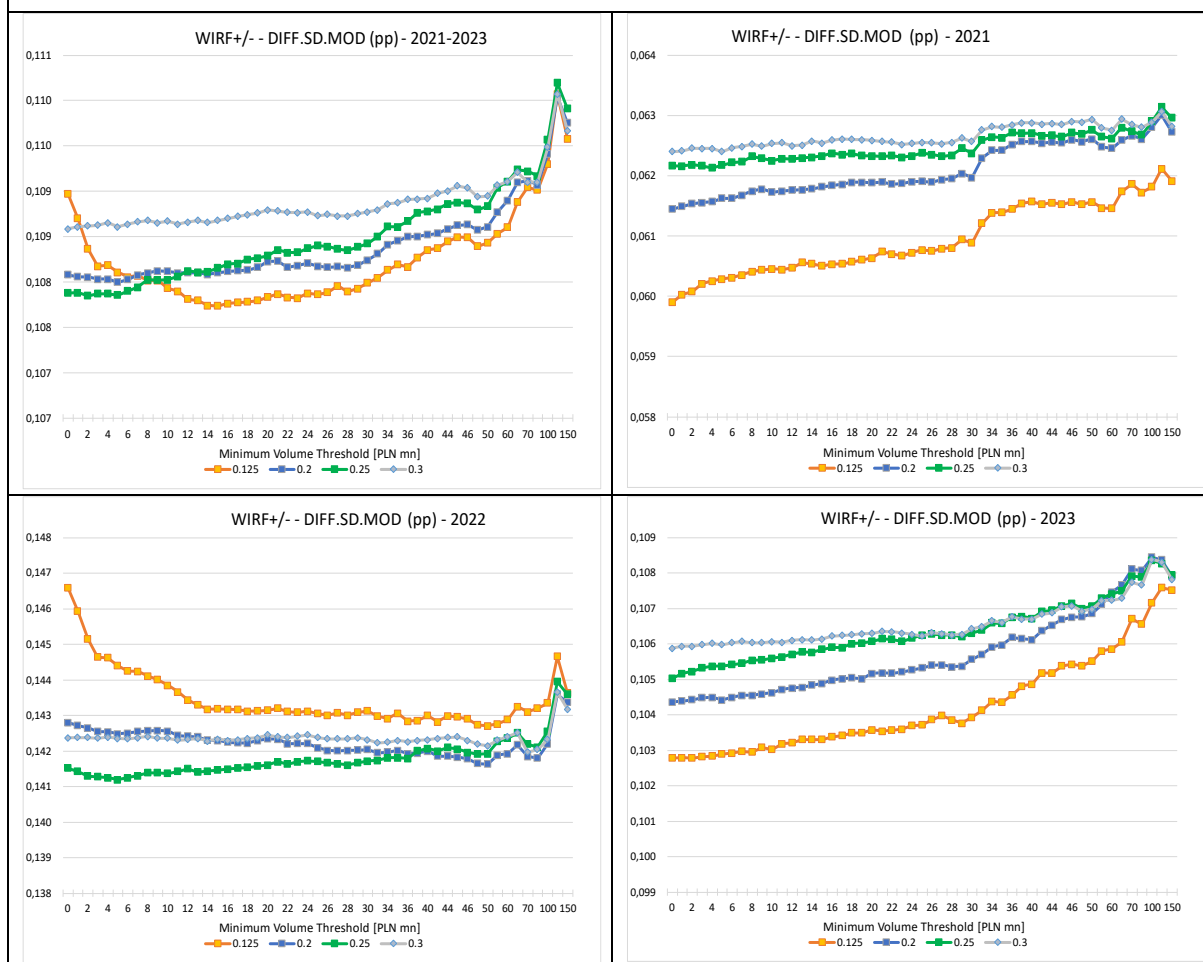 WIRF+/- - DIFF.SD.MOD (pp) - 2021-2023
0,111
0,110
0,110
0,109
0,109
0,108
0,108
0,107
0,107
0 2 4 6 8 10 12 14 16 18 20 22 24 26 28 30 34 36 40 44 46 50 60 70 100 150
Minimum Volume Threshold [PLN mn]
0.125 0.2 0.25 0.3
WIRF+/- - DIFF.SD.MOD (pp) - 2021
0,064
0,063
0,062
0,061
0,060
0,059
0,058
0 2 4 6 8 10 12 14 16 18 20 22 24 26 28 30 34 36 40 44 46 50 60 70 100 150
Minimum Volume Threshold [PLN mn]
0.125 0.2 0.25 0.3
WIRF+/- - DIFF.SD.MOD (pp) - 2022
0,148
0,147
0,146
0,145
0,144
0,143
0,142
0,141
0,140
0,139
0,138
0 2 4 6 8 10 12 14 16 18 20 22 24 26 28 30 34 36 40 44 46 50 60 70 100 150
Minimum Volume Threshold [PLN mn]
0.125 0.2 0.25 0.3
WIRF+/- - DIFF.SD.MOD (pp) - 2023
0,109
0,108
0,107
0,106
0,105
0,104
0,103
0,102
0,101
0,100
0,099
0 2 4 6 8 10 12 14 16 18 20 22 24 26 28 30 34 36 40 44 46 50 60 70 100 150
Minimum Volume Threshold [PLN mn]
0.125 0.2 0.25 0.3